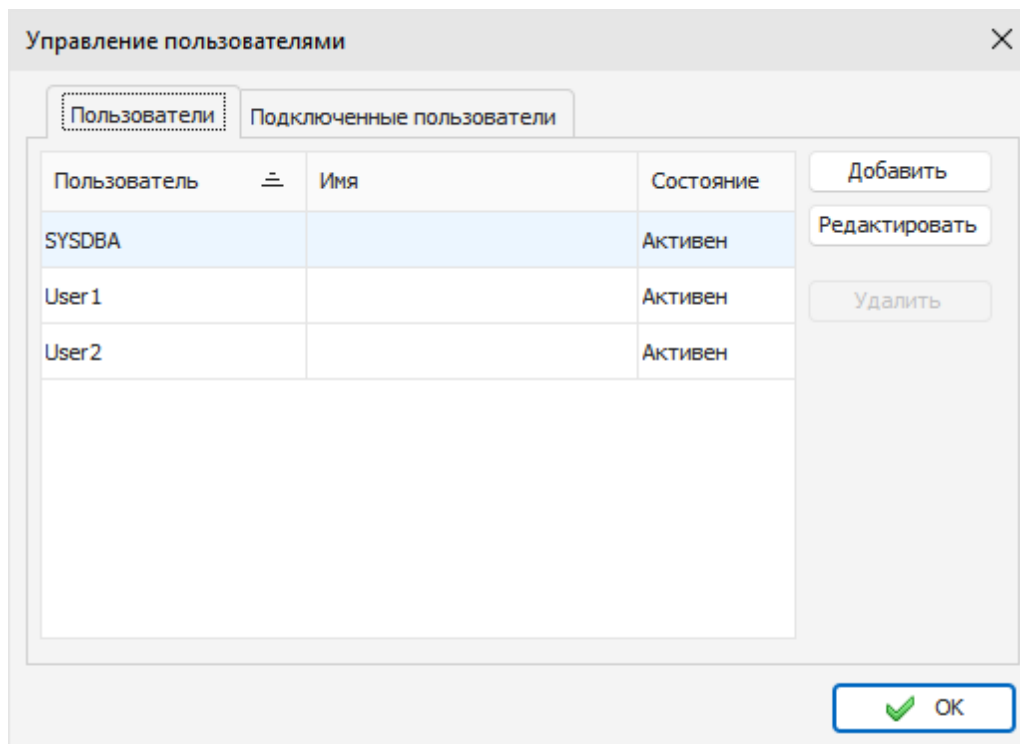 Управление пользователями
Пользователи Подключенные пользователи
Пользователь Имя Состояние Добавить
SYSDBA Активен Редактировать
User1 Активен Удалить
User2 Активен
OK